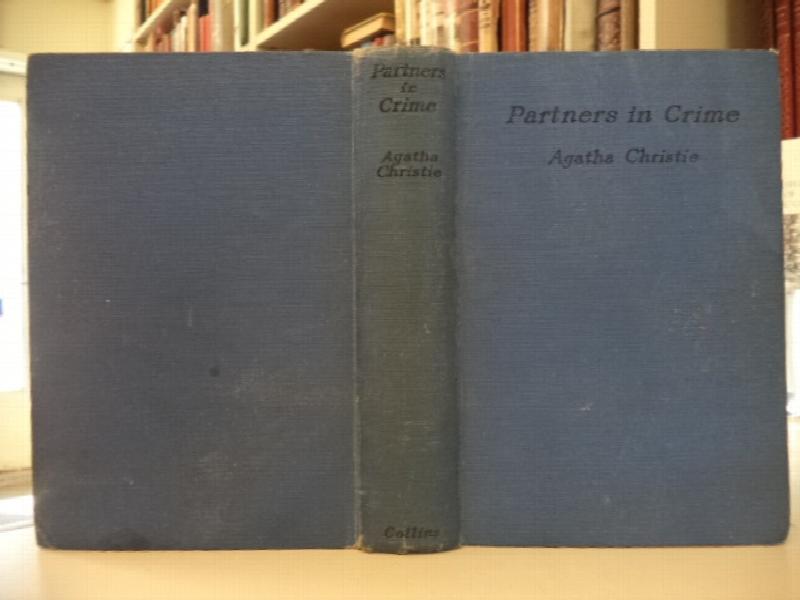 Partners
in
Crime
Agatha
Christie
Collins
Partners in Crime
Agatha Christie